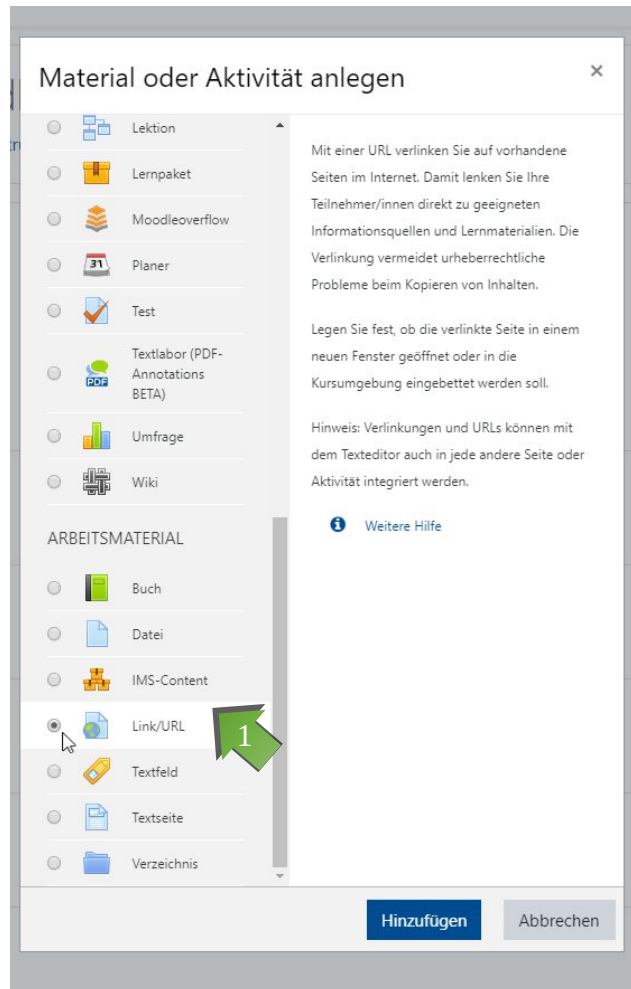 Material oder Aktivität anlegen
×
Lektion
Lernpaket
Moodleoverflow
31
Planer
Test
PDF
Textlabor (PDF-
Annotations
BETA)
Umfrage
Wiki
ARBEITSMATERIAL
Buch
Datei
IMS-Content
Link/URL
1
Textfeld
Textseite
Verzeichnis
Mit einer URL verlinken Sie auf vorhandene
Seiten im Internet. Damit lenken Sie Ihre
Teilnehmer/innen direkt zu geeigneten
Informationsquellen und Lernmaterialien. Die
Verlinkung vermeidet urheberrechtliche
Probleme beim Kopieren von Inhalten.
Legen Sie fest, ob die verlinkte Seite in einem
neuen Fenster geöffnet oder in die
Kursumgebung eingebettet werden soll.
Hinweis: Verlinkungen und URLs können mit
dem Texteditor auch in jede andere Seite oder
Aktivität integriert werden.
Weitere Hilfe
Hinzufügen
Abbrechen